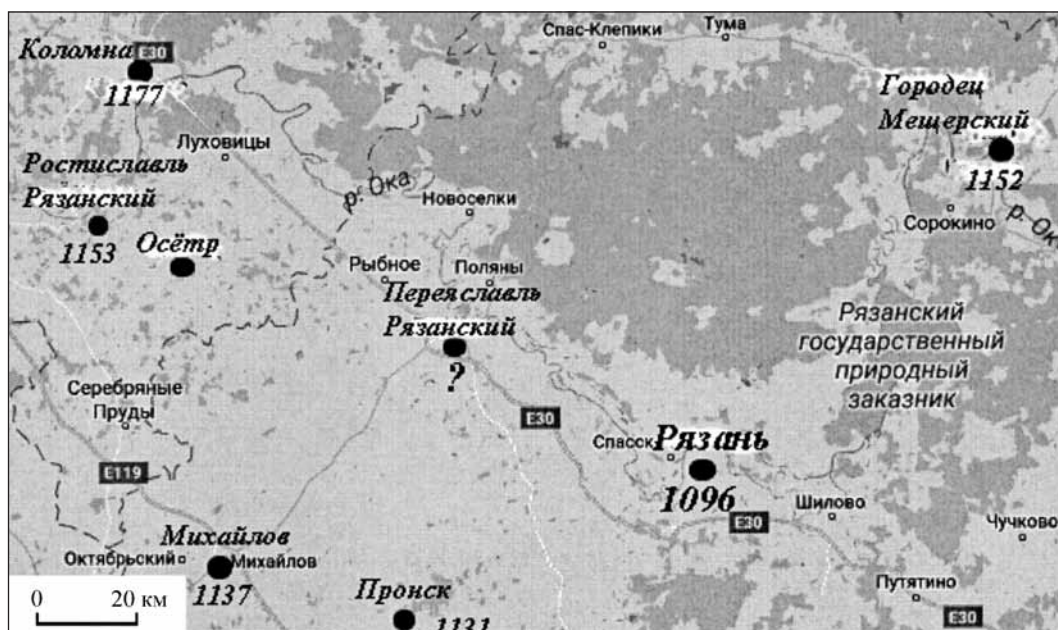 Спас-Клепики
Тума
Коломна
E30
1177
Городец
Мещерский
1152
Луховицы
Ростиславль
Рязанский
1153
р. Ока
Новоселки
Сорокино
р. Ока
Осётр
Рыбное
Поляны
Переяславль
Рязанский
?
Рязанский
государственный
природный
заказник
Серебряные
Пруды
E30
E119
Спасск
Рязань
1096
Шилово
E30
Чучково
Михайлов
Октябрьский
Михайлов
1137
Пронск
1131
Путятино
E30
0 20 км